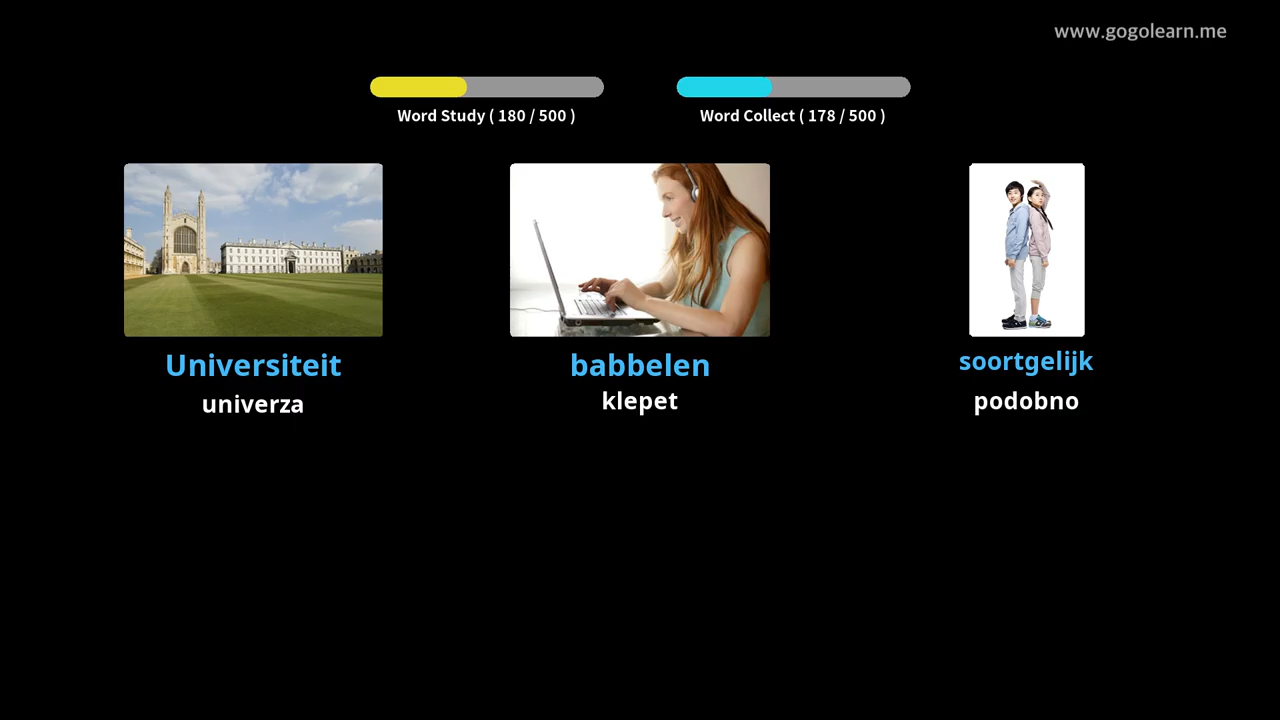 www.gogolearn.me
Word Study ( 180 / 500 )
Word Collect ( 178 / 500 )
Universiteit
babbelen
soortgelijk
univerza
klepet
podobno